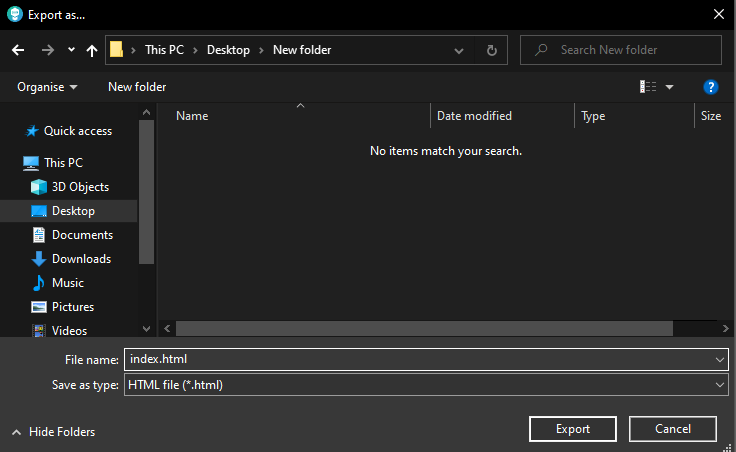 Export as...
This PC > Desktop > New folder
Search New folder
Organise
New folder
Name
Date modified
Type
Size
No items match your search.
Quick access
This PC
3D Objects
Desktop
Documents
Downloads
Music
Pictures
Videos
File name: index.html
Save as type: HTML file (*.html)
Hide Folders
Export
Cancel